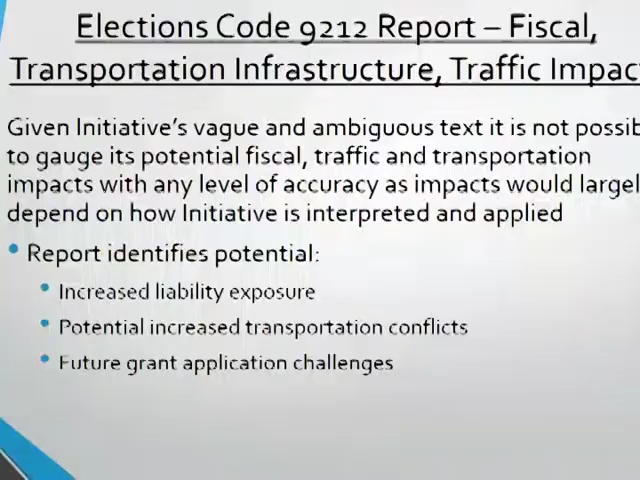 Elections Code 9212 Report – Fiscal,
Transportation Infrastructure, Traffic Impac
Given Initiative's vague and ambiguous text it is not possib
to gauge its potential fiscal, traffic and transportation
impacts with any level of accuracy as impacts would largel
depend on how Initiative is interpreted and applied
• Report identifies potential:
• Increased liability exposure
• Potential increased transportation conflicts
• Future grant application challenges